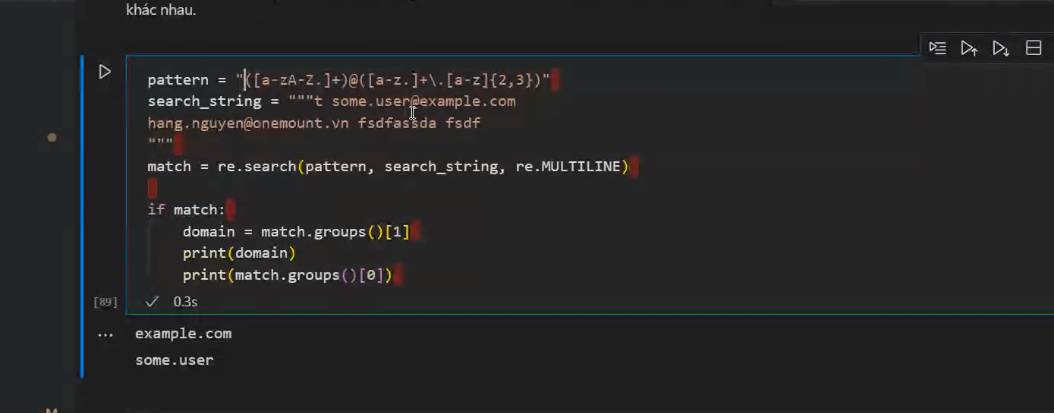 khác nhau.
pattern = "([a-zA-Z.]+)@([a-z.]+\.[a-z]{2,3})"
search_string = """t some.user@example.com
hang.nguyen@onemount.vn fsdfassda fsdf
"""
match = re.search(pattern, search_string, re.MULTILINE)
if match:
    domain = match.groups()[1]
    print(domain)
    print(match.groups()[0])
[89] ✓ 0.3s
... example.com
some.user